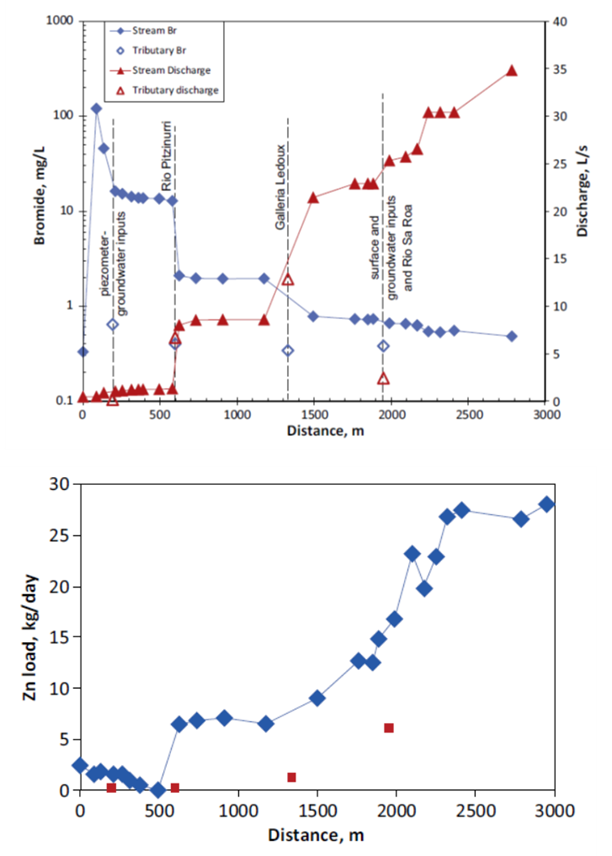 1000
100
10
1
0.1
Bromide, mg/L
Stream Br
Tributary Br
Stream Discharge
Tributary discharge
piezometer-
groundwater inputs
Rio Pitzinurri
Galleria Ledoux
surface and
groundwater inputs
and Rio Sa Roa
40
35
30
25
20
15
10
5
0
Discharge, L/s
0
500
1000
1500
2000
2500
3000
Distance, m
30
25
20
15
10
5
0
Zn load, kg/day
0
500
1000
1500
2000
2500
3000
Distance, m